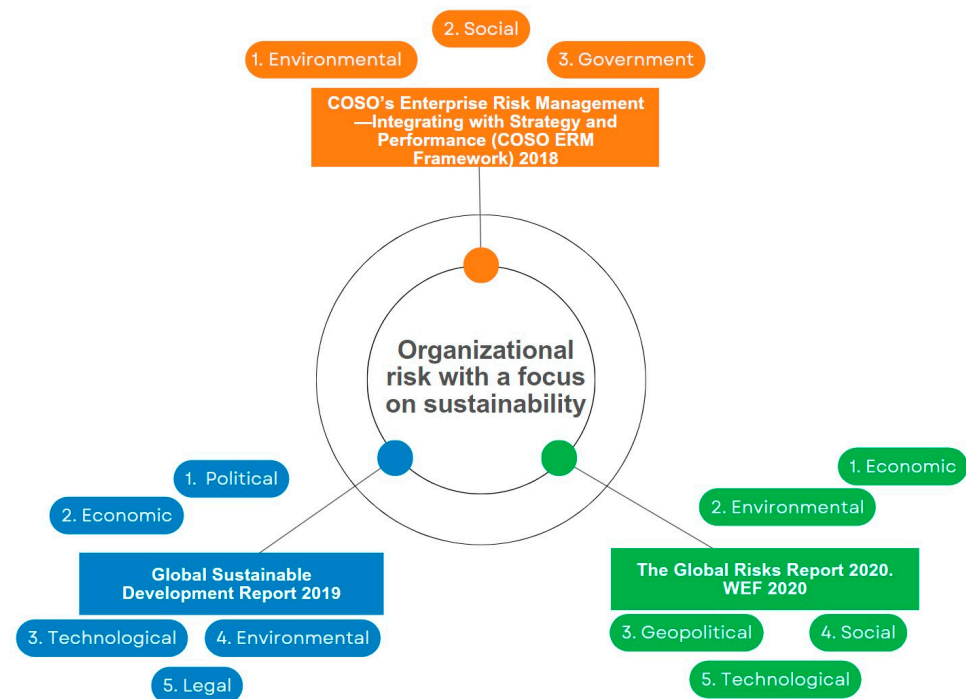 2. Social
1. Environmental
3. Government
COSO’s Enterprise Risk Management
—Integrating with Strategy and
Performance (COSO ERM
Framework) 2018
Organizational
risk with a focus
on sustainability
1. Political
2. Economic
Global Sustainable
Development Report 2019
3. Technological
4. Environmental
5. Legal
1. Economic
2. Environmental
The Global Risks Report 2020.
WEF 2020
3. Geopolitical
4. Social
5. Technological